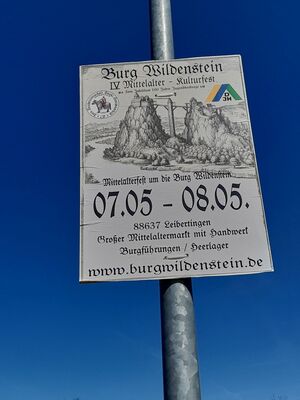 Burg Wildenstein
IV Mittelalter - Kulturfest
Mittelalterfest um die Burg Wildenstein
07.05 - 08.05.
88637 Leibertingen
Großer Mittelaltermarkt mit Handwerk
Burgführungen / Heerlager
www.burgwildenstein.de